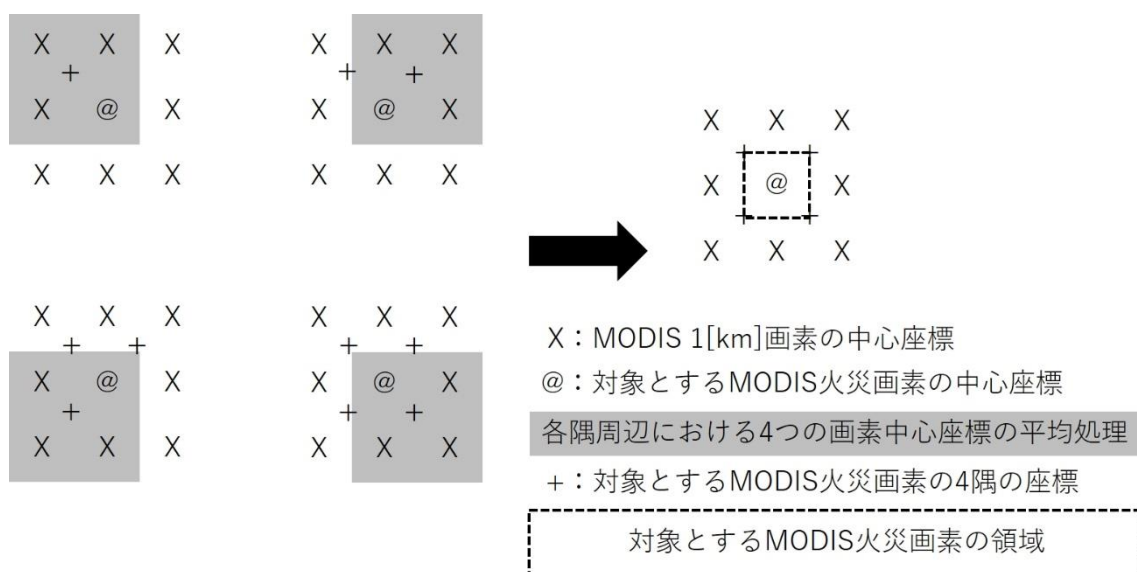 X X X
+
X @ X
X X X
X X X
+ +
X @ X
X X X
X X X
+ +
X @ X
+
X X X
X X X
+ +
X @ X
+ +
X X X
X X X
+ +
X @ X
+ +
X X X
X：MODIS 1[km]画素の中心座標
@：対象とするMODIS火災画素の中心座標
各隅周辺における4つの画素中心座標の平均処理
+：対象とするMODIS火災画素の4隅の座標
対象とするMODIS火災画素の領域